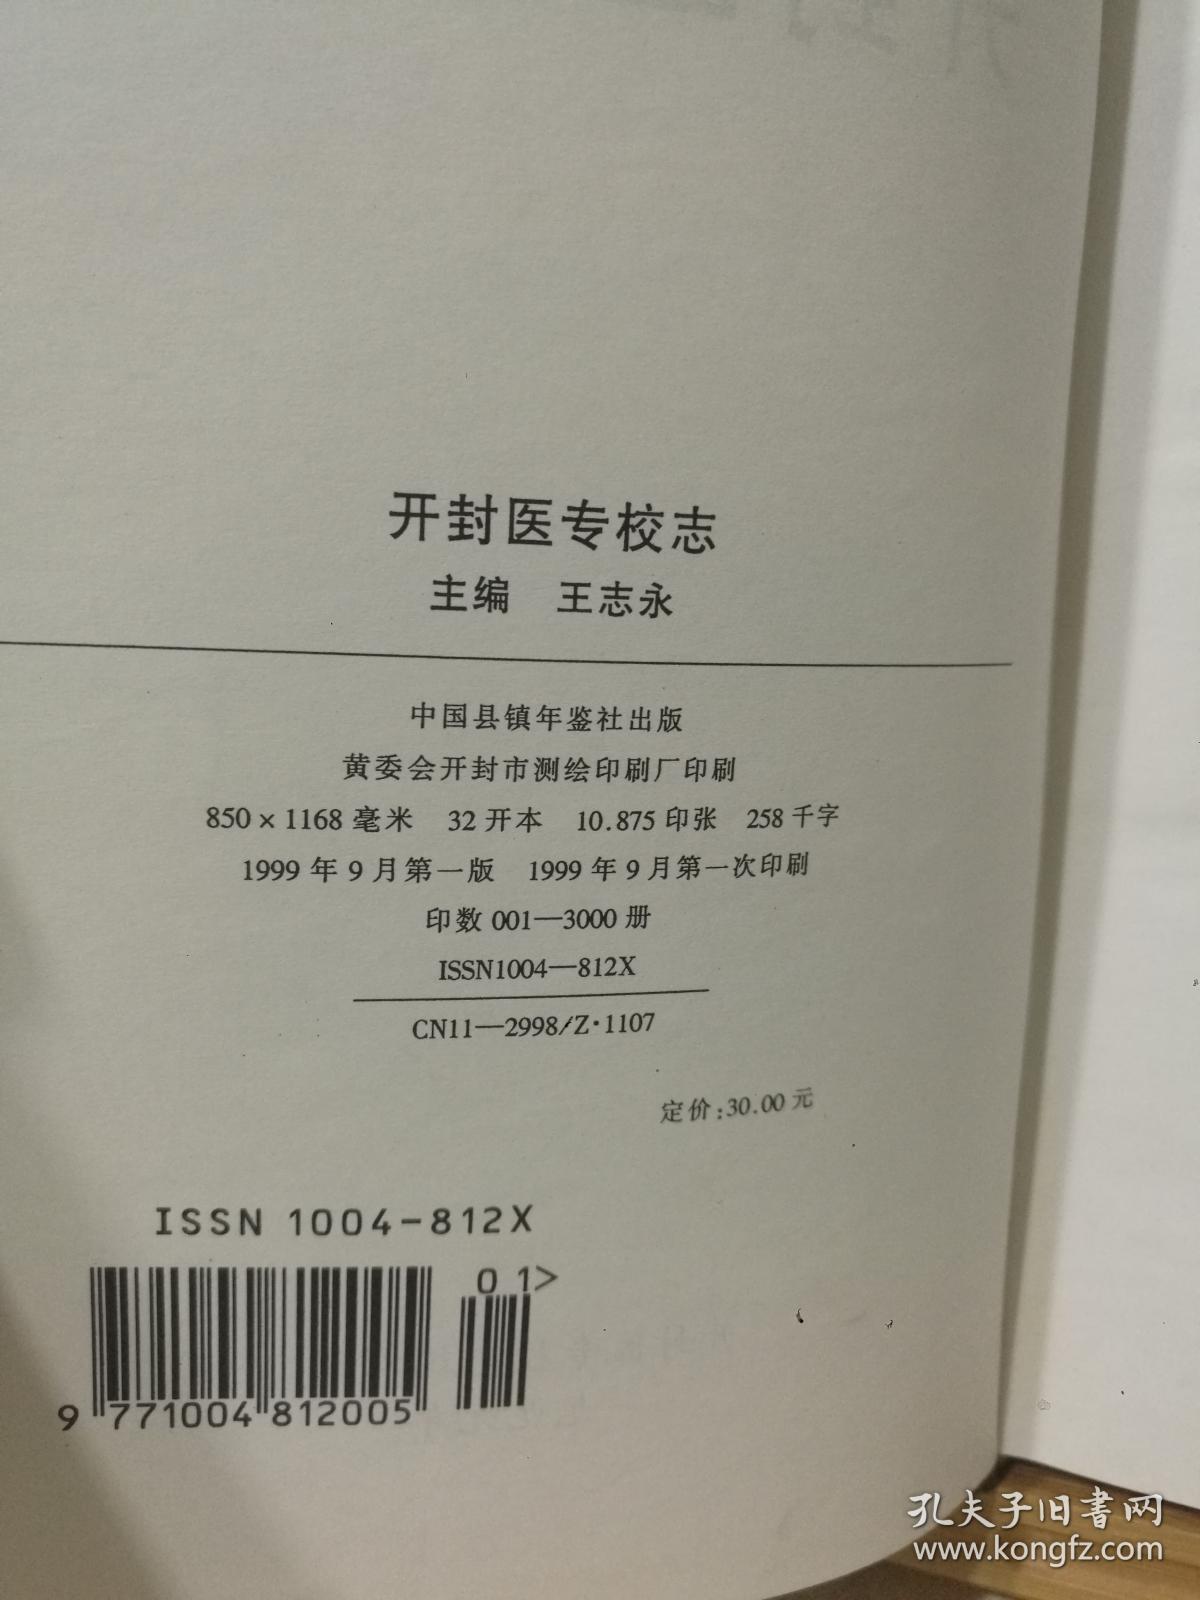 开封医专校志
主编 王志永
中国县镇年鉴社出版
黄委会开封市测绘印刷厂印刷
850×1168毫米 32开本 10.875印张 258千字
1999年9月第一版 1999年9月第一次印刷
印数001—3000册
ISSN1004—812X
CN11—2998/Z·1107
定价:30.00元
ISSN 1004-812X
01>
9 771004 812005
孔夫子旧书网
www.kongfz.com